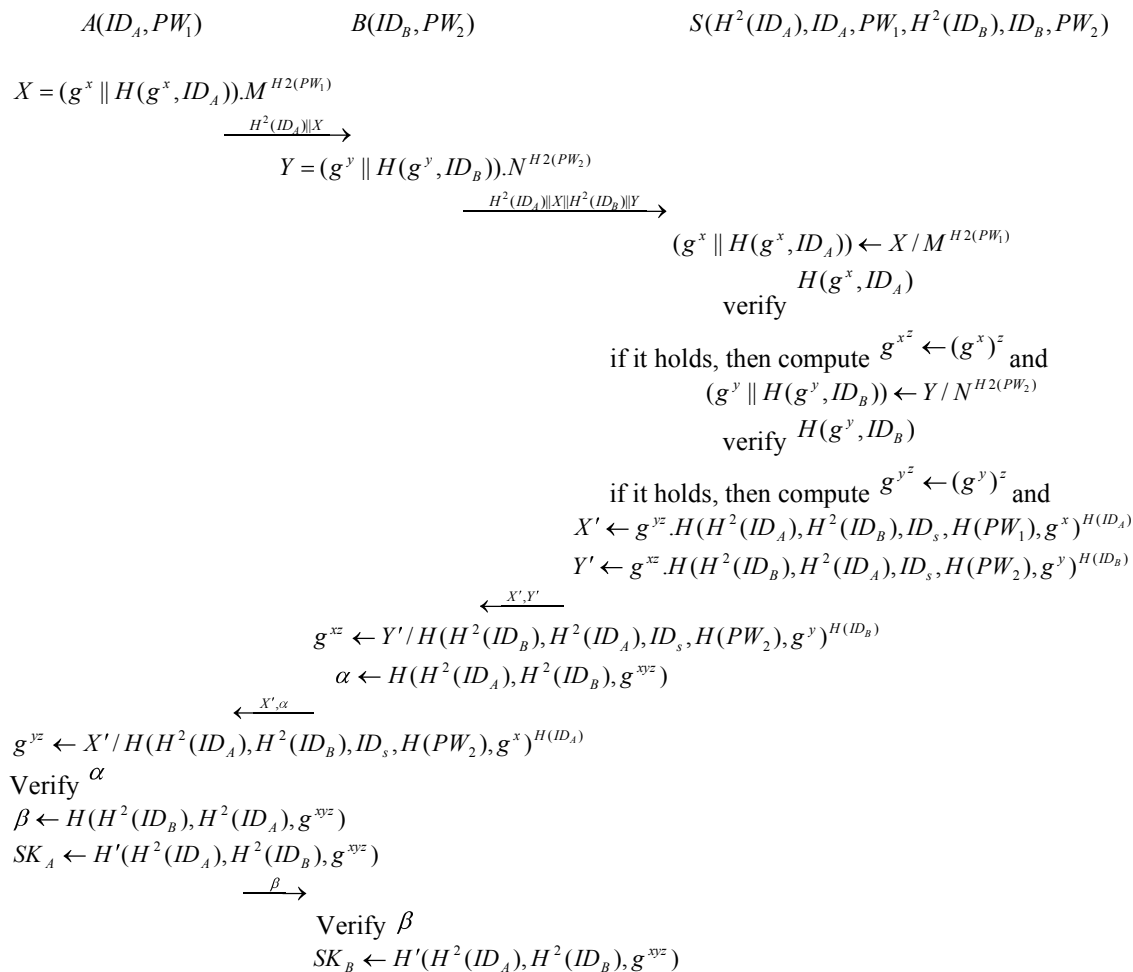 A(ID_A, PW_1) B(ID_B, PW_2) S(H^2(ID_A), ID_A, PW_1, H^2(ID_B), ID_B, PW_2)
X = (g^x || H(g^x, ID_A)).M^{H2(PW_1)}
H^2(ID_A)||X
Y = (g^y || H(g^y, ID_B)).N^{H2(PW_2)}
H^2(ID_A)||X||H^2(ID_B)||Y
(g^x || H(g^x, ID_A)) ← X / M^{H2(PW_1)}
verify H(g^x, ID_A)
if it holds, then compute g^{x^z} ← (g^x)^z and
(g^y || H(g^y, ID_B)) ← Y / N^{H2(PW_2)}
verify H(g^y, ID_B)
if it holds, then compute g^{y^z} ← (g^y)^z and
X′ ← g^{yz}.H(H^2(ID_A), H^2(ID_B), ID_s, H(PW_1), g^x)^{H(ID_A)}
Y′ ← g^{xz}.H(H^2(ID_B), H^2(ID_A), ID_s, H(PW_2), g^y)^{H(ID_B)}
X′,Y′
g^{xz} ← Y′/ H(H^2(ID_B), H^2(ID_A), ID_s, H(PW_2), g^y)^{H(ID_B)}
α ← H(H^2(ID_A), H^2(ID_B), g^{xyz})
X′,α
g^{yz} ← X′/ H(H^2(ID_A), H^2(ID_B), ID_s, H(PW_2), g^x)^{H(ID_A)}
Verify α
β ← H(H^2(ID_B), H^2(ID_A), g^{xyz})
SK_A ← H′(H^2(ID_A), H^2(ID_B), g^{xyz})
β
Verify β
SK_B ← H′(H^2(ID_A), H^2(ID_B), g^{xyz})